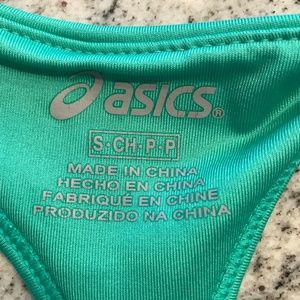 asics®
S·CH·P·P
MADE IN CHINA
HECHO EN CHINA
FABRIQUÉ EN CHINE
PRODUZIDO NA CHINA